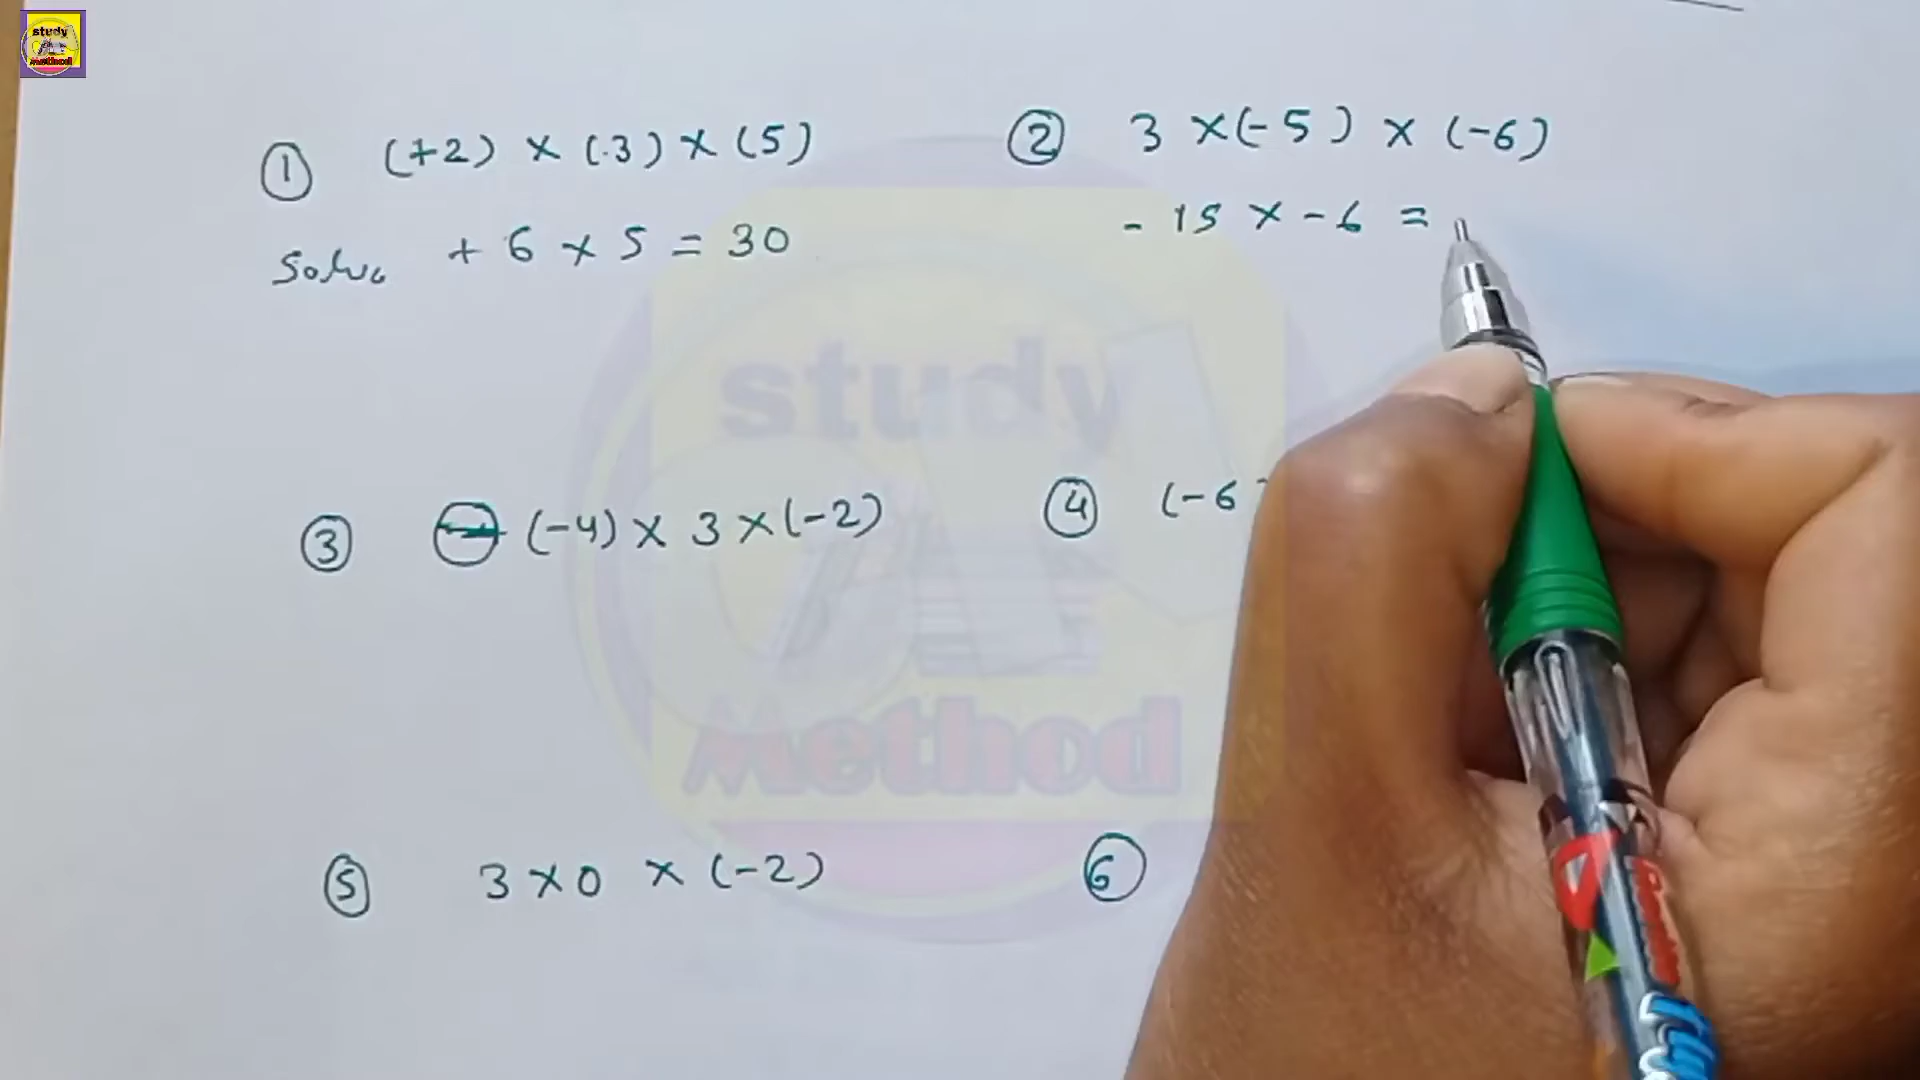 study
Method
① (+2) × (-3) × (5)
Solve + 6 × 5 = 30
② 3 × (-5) × (-6)
- 15 × - 6 =
③ (-4) × 3 × (-2)
④ (-6
study
Method
⑤ 3 × 0 × (-2)
⑥